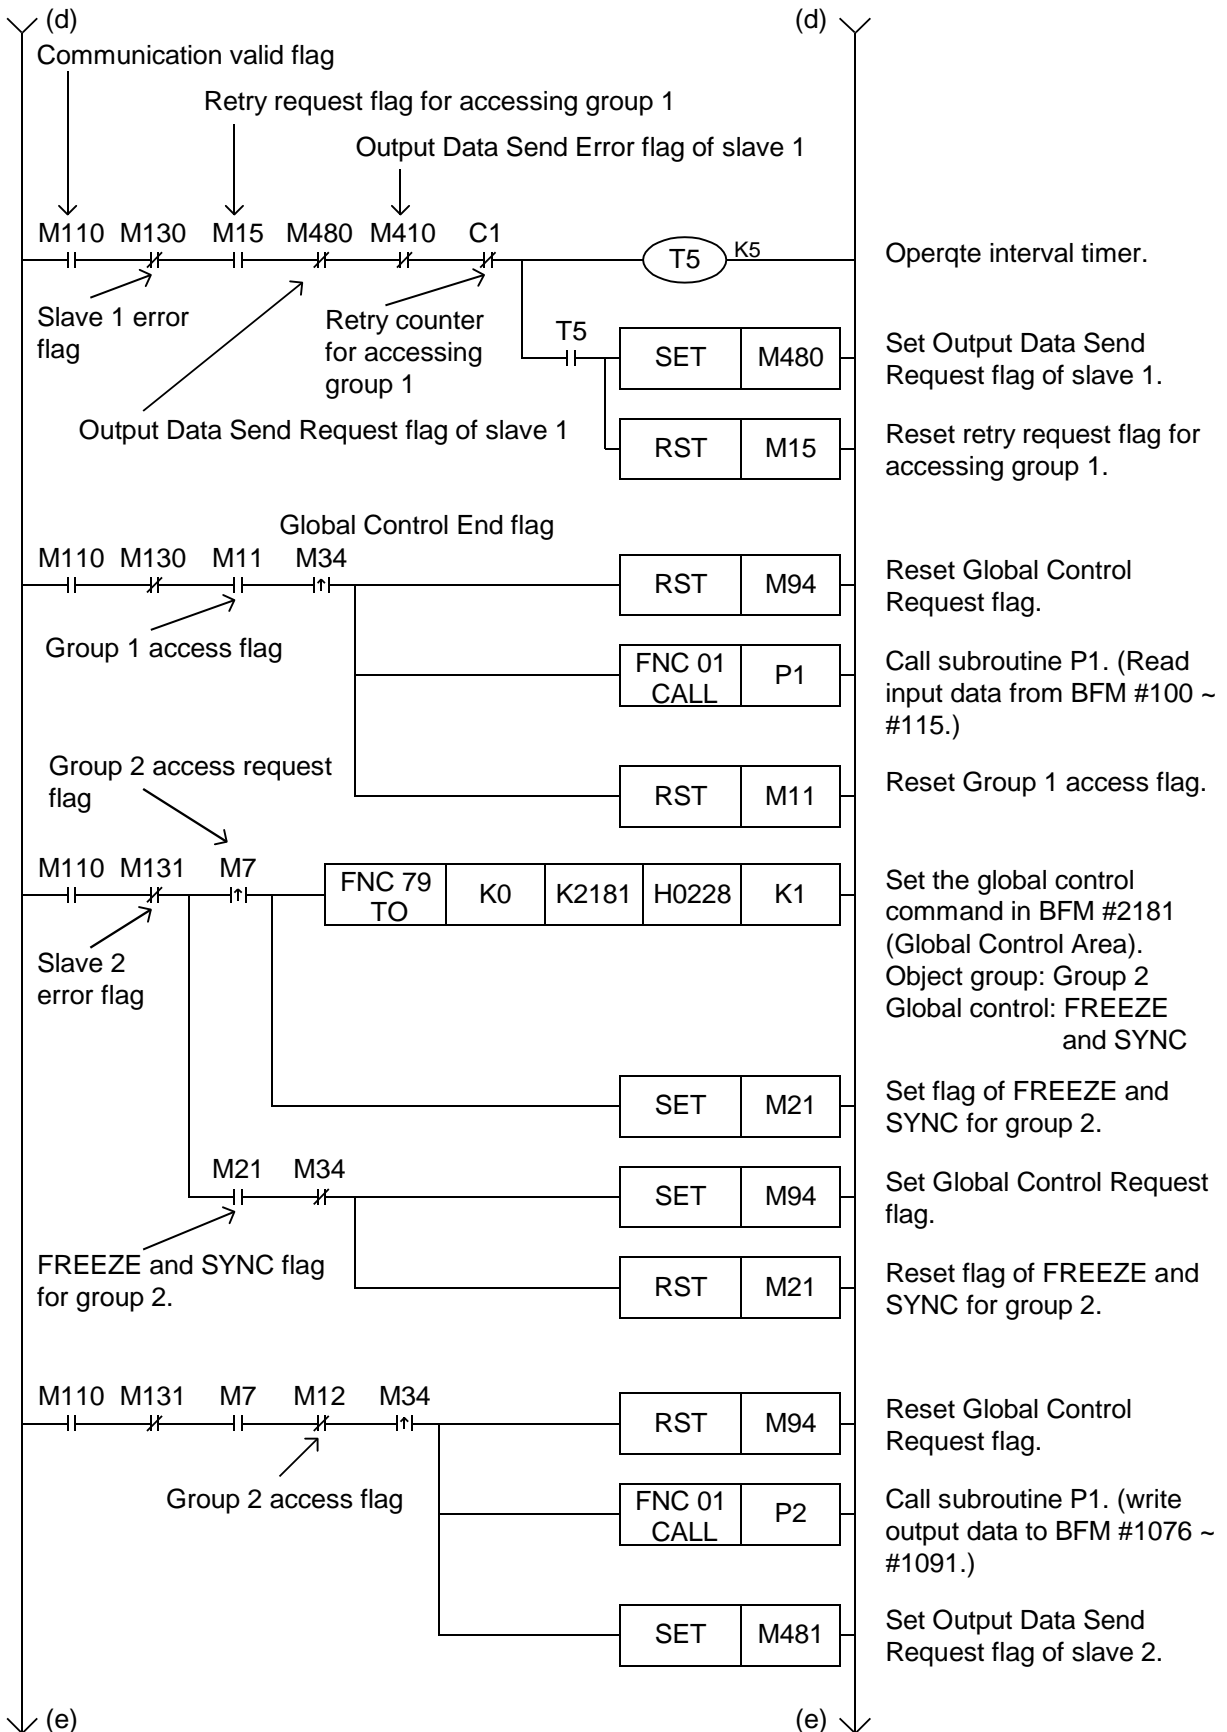 (d)
(d)
Communication valid flag
Retry request flag for accessing group 1
Output Data Send Error flag of slave 1
M110 M130 M15 M480 M410 C1
T5 K5
Operqte interval timer.
Slave 1 error
flag
Retry counter
for accessing
group 1
Output Data Send Request flag of slave 1
T5
SET M480
Set Output Data Send
Request flag of slave 1.
RST M15
Reset retry request flag for
accessing group 1.
Global Control End flag
M110 M130 M11 M34
RST M94
Reset Global Control
Request flag.
Group 1 access flag
FNC 01
CALL
P1
Call subroutine P1. (Read
input data from BFM #100 ~
#115.)
RST M11
Reset Group 1 access flag.
Group 2 access request
flag
M110 M131 M7
FNC 79
TO
K0 K2181 H0228 K1
Set the global control
command in BFM #2181
(Global Control Area).
Object group: Group 2
Global control: FREEZE
and SYNC
Slave 2
error flag
SET M21
Set flag of FREEZE and
SYNC for group 2.
M21 M34
SET M94
Set Global Control Request
flag.
FREEZE and SYNC flag
for group 2.
RST M21
Reset flag of FREEZE and
SYNC for group 2.
M110 M131 M7 M12 M34
RST M94
Reset Global Control
Request flag.
Group 2 access flag
FNC 01
CALL
P2
Call subroutine P1. (write
output data to BFM #1076 ~
#1091.)
SET M481
Set Output Data Send
Request flag of slave 2.
(e)
(e)